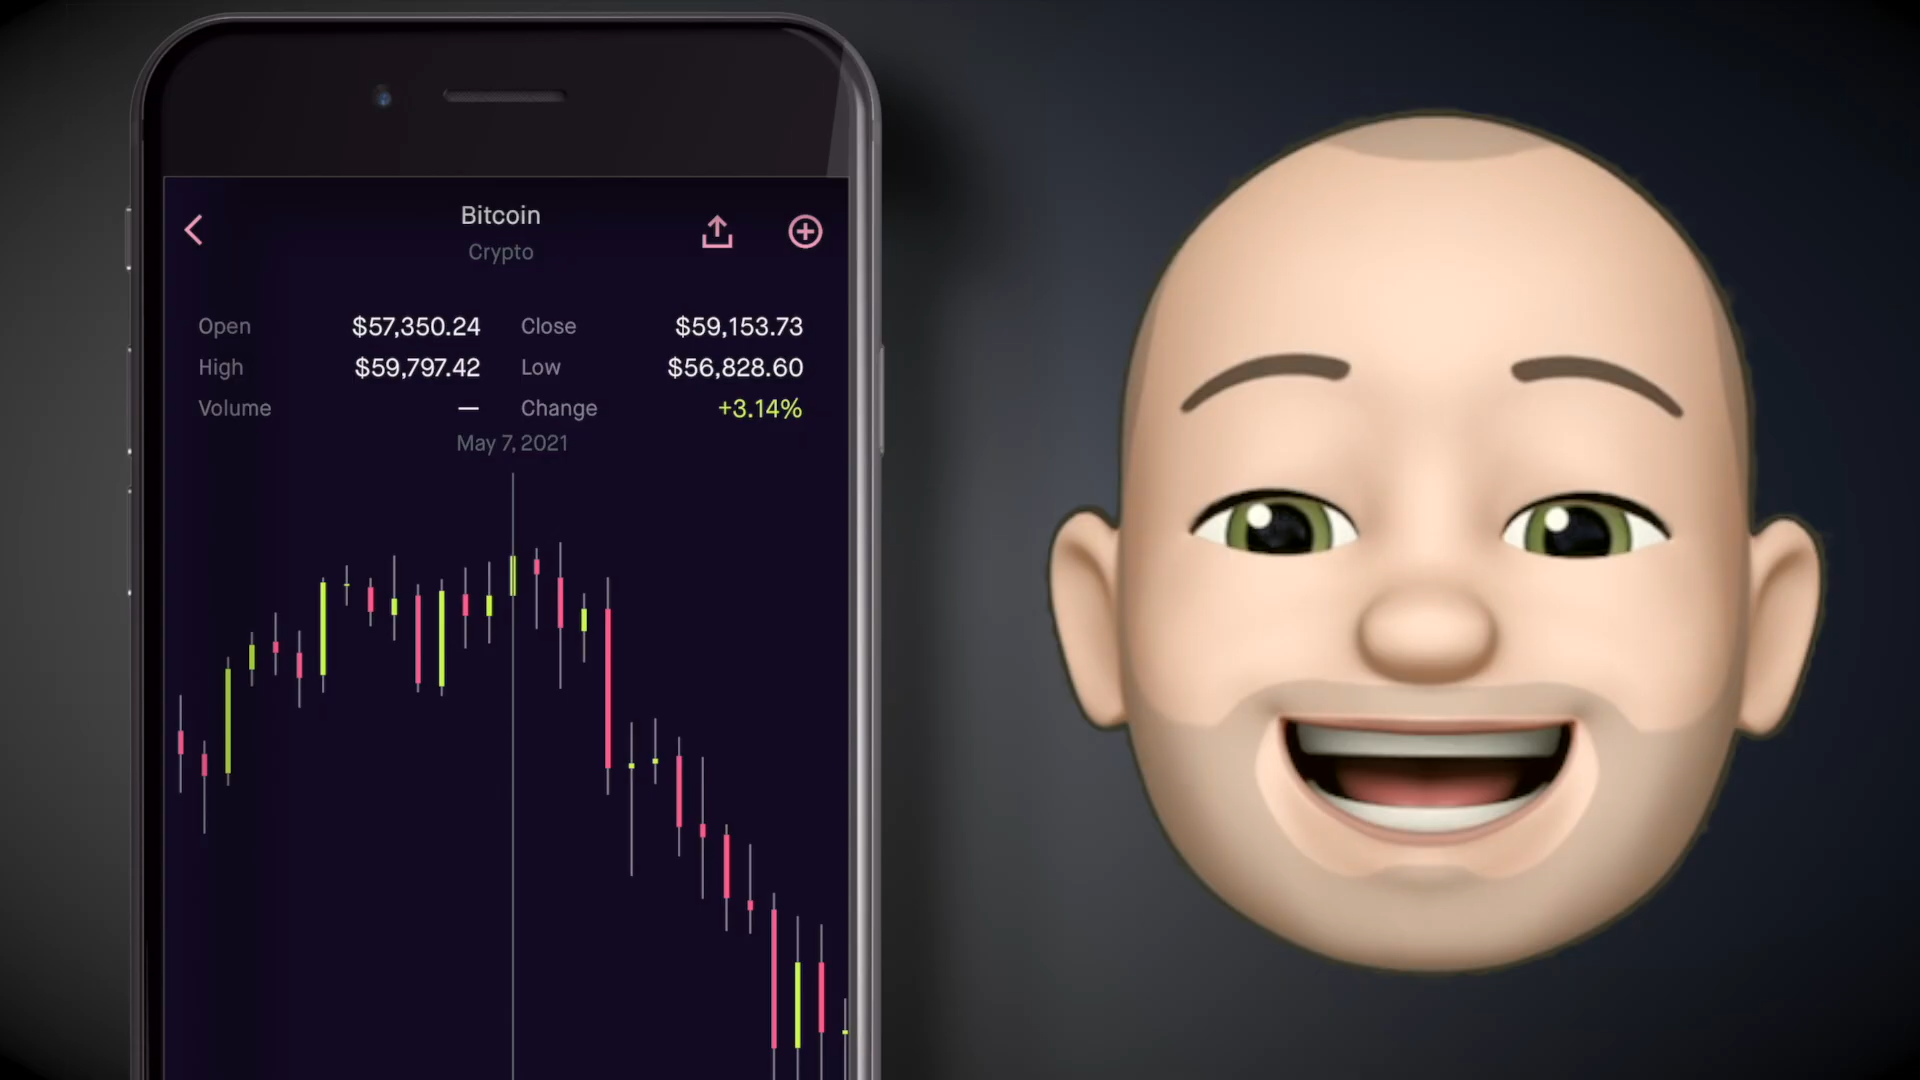 Bitcoin
Crypto
Open $57,350.24 Close $59,153.73
High $59,797.42 Low $56,828.60
Volume — Change +3.14%
May 7, 2021